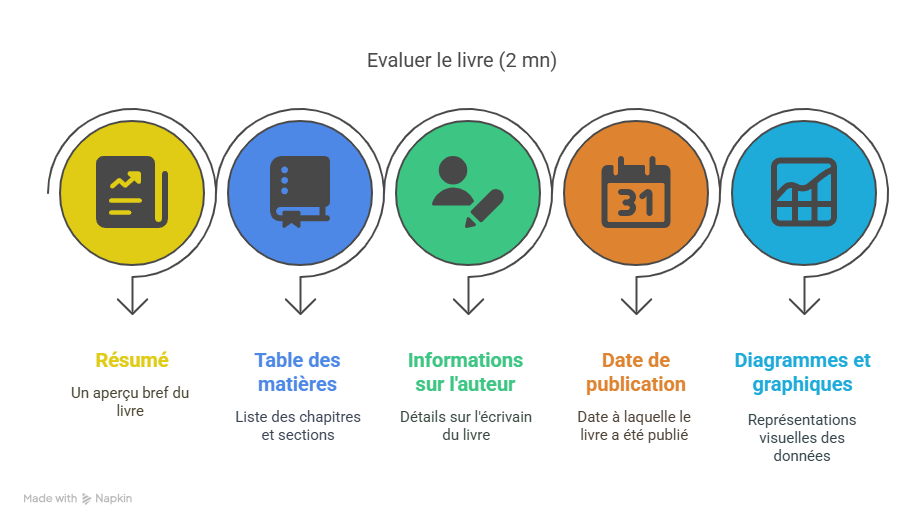 Evaluer le livre (2 mn)
31
Résumé
Un aperçu bref du
livre
Table des
matières
Liste des chapitres
et sections
Informations
sur l'auteur
Détails sur l'écrivain
du livre
Date de
publication
Date à laquelle le
livre a été publié
Diagrammes et
graphiques
Représentations
visuelles des
données
Made with Napkin